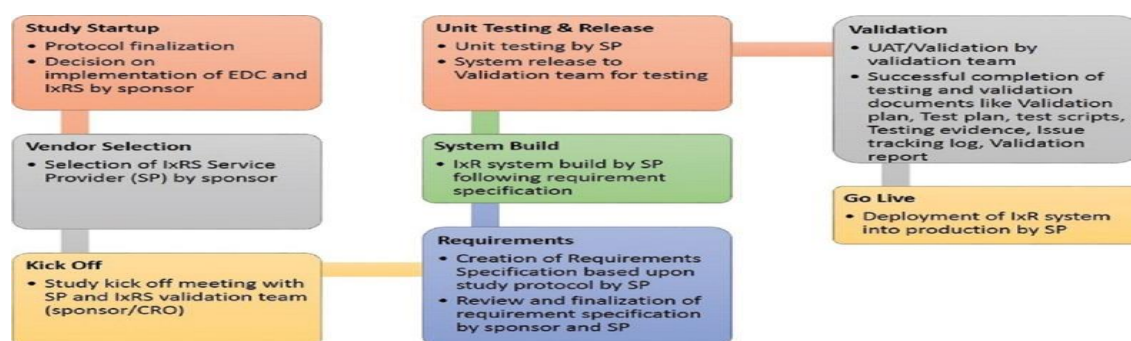 Study Startup
• Protocol finalization
• Decision on
implementation of EDC and
IxRS by sponsor
Vendor Selection
• Selection of IxRS Service
Provider (SP) by sponsor
Kick Off
• Study kick off meeting with
SP and IxRS validation team
(sponsor/CRO)
Unit Testing & Release
• Unit testing by SP
• System release to
Validation team for testing
System Build
• IxR system build by SP
following requirement
specification
Requirements
• Creation of Requirements
Specification based upon
study protocol by SP
• Review and finalization of
requirement specification
by sponsor and SP
Validation
• UAT/Validation by
validation team
• Successful completion of
testing and validation
documents like Validation
plan, Test plan, test scripts,
Testing evidence, Issue
tracking log, Validation
report
Go Live
• Deployment of IxR system
into production by SP